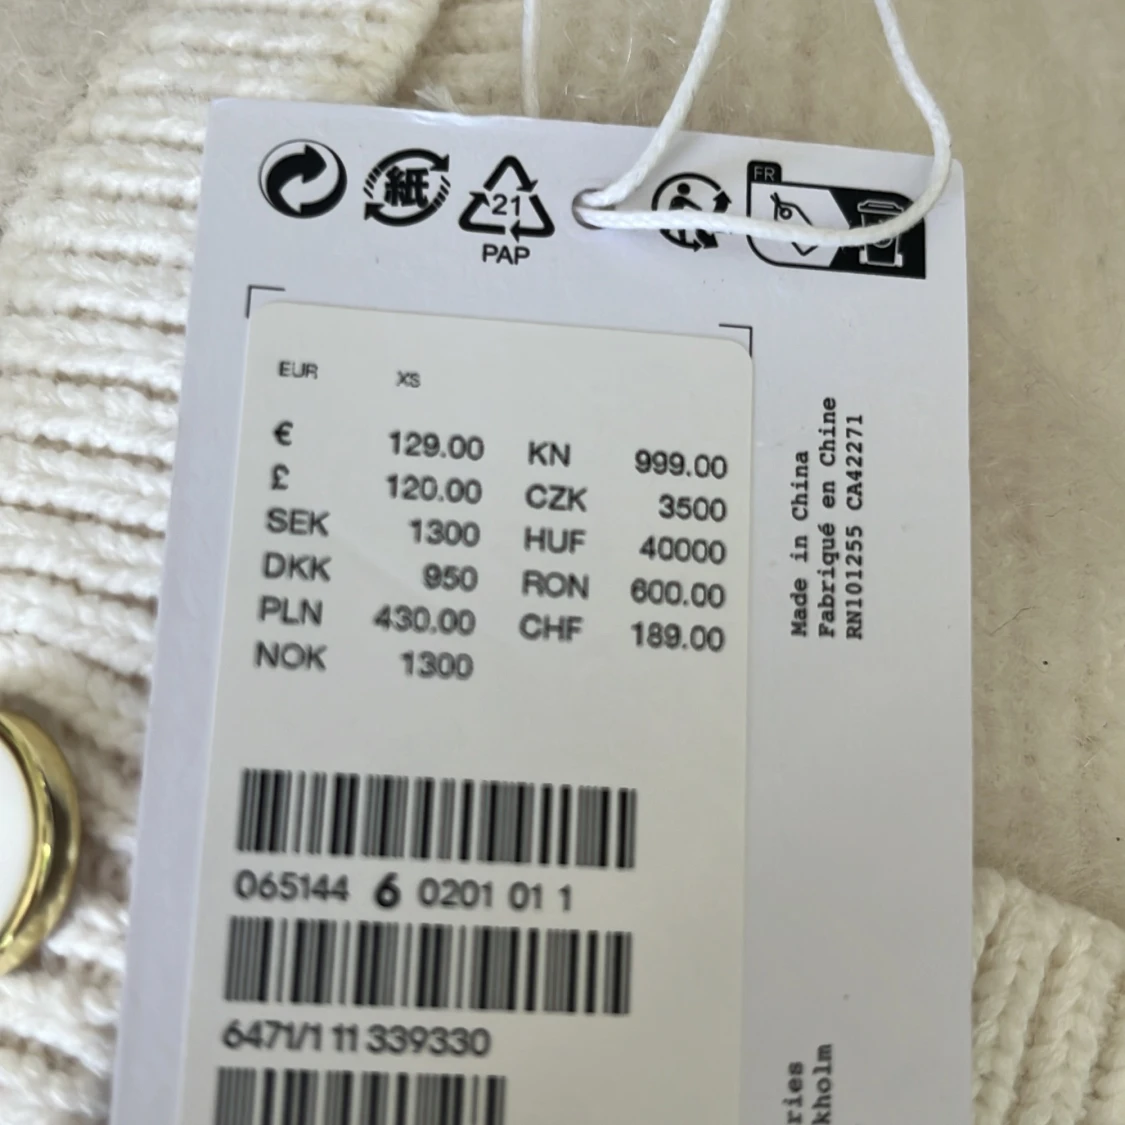 紙
21
PAP
FR
EUR XS
€ 129.00 KN 999.00
£ 120.00 CZK 3500
SEK 1300 HUF 40000
DKK 950 RON 600.00
PLN 430.00 CHF 189.00
NOK 1300
065144 6 0201 01 1
6471/1 11 339330
Made in China
Fabriqué en Chine
RN101255 CA42271
ries
kholm